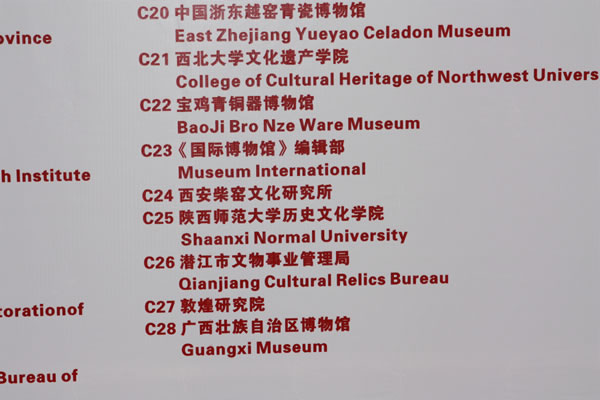 ovince
h Institute
torationof
Bureau of
C20 中国浙东越窑青瓷博物馆
East Zhejiang Yueyao Celadon Museum
C21 西北大学文化遗产学院
College of Cultural Heritage of Northwest Univers
C22 宝鸡青铜器博物馆
BaoJi Bro Nze Ware Museum
C23《国际博物馆》编辑部
Museum International
C24 西安柴窑文化研究所
C25 陕西师范大学历史文化学院
Shaanxi Normal University
C26 潜江市文物事业管理局
Qianjiang Cultural Relics Bureau
C27 敦煌研究院
C28 广西壮族自治区博物馆
Guangxi Museum